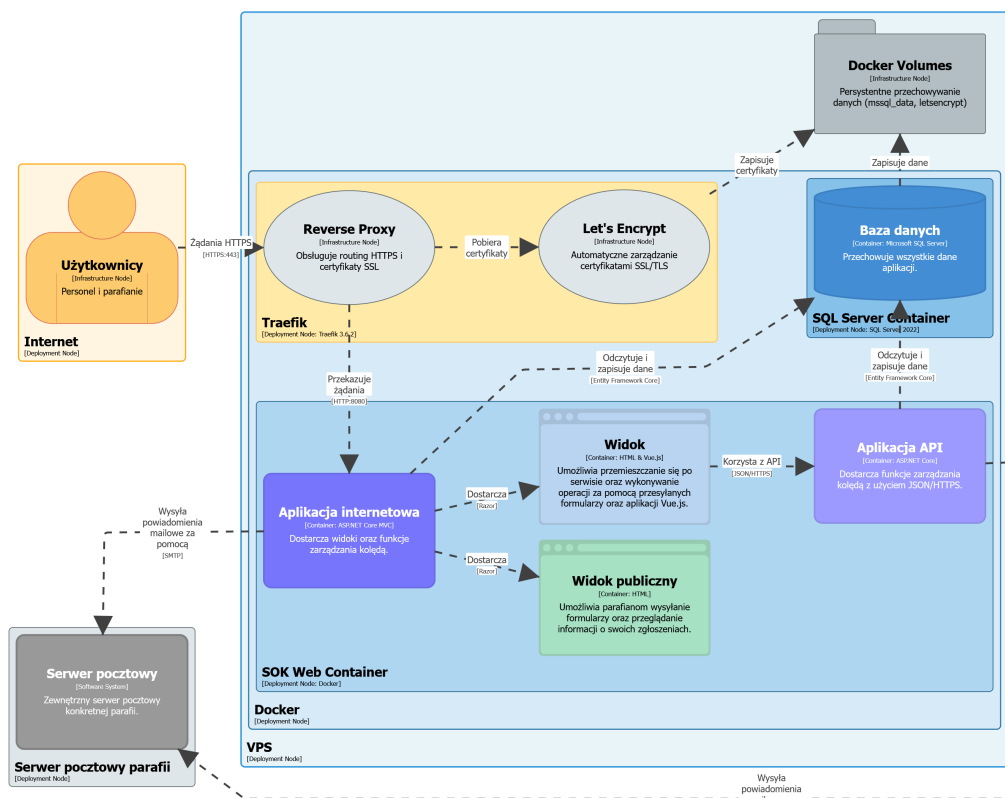 Docker Volumes
[Infrastructure Node]
Persystentne przechowywanie
danych (mssql_data, letsencrypt)
Zapisuje
certyfikaty
Zapisuje dane
Użytkownicy
[Infrastructure Node]
Personel i parafianie
Internet
[Deployment Node]
Żądania HTTPS
[HTTPS:443]
Reverse Proxy
[Infrastructure Node]
Obsługuje routing HTTPS i
certyfikaty SSL
Pobiera
certyfikaty
Let's Encrypt
[Infrastructure Node]
Automatyczne zarządzanie
certyfikatami SSL/TLS
Traefik
[Deployment Node: Traefik 3.6.2]
Baza danych
[Container: Microsoft SQL Server]
Przechowuje wszystkie dane
aplikacji.
SQL Server Container
[Deployment Node: SQL Server 2022]
Przekazuje
żądania
[HTTP:8080]
Odczytuje i
zapisuje dane
[Entity Framework Core]
Odczytuje i
zapisuje dane
[Entity Framework Core]
Aplikacja internetowa
[Container: ASP.NET Core MVC]
Dostarcza widoki oraz funkcje
zarządzania kolędą.
Dostarcza
[Razor]
Dostarcza
[Razor]
Widok
[Container: HTML & Vue.js]
Umożliwia przemieszczanie się po
serwisie oraz wykonywanie
operacji za pomocą przesyłanych
formularzy oraz aplikacji Vue.js.
Korzysta z API
[JSON/HTTPS]
Aplikacja API
[Container: ASP.NET Core]
Dostarcza funkcje zarządzania
kolędą z użyciem JSON/HTTPS.
Widok publiczny
[Container: HTML]
Umożliwia parafianom wysyłanie
formularzy oraz przeglądanie
informacji o swoich zgłoszeniach.
SOK Web Container
[Deployment Node: Docker]
Docker
[Deployment Node]
VPS
[Deployment Node]
Wysyła
powiadomienia
mailowe za
pomocą
[SMTP]
Serwer pocztowy
[Software System]
Zewnętrzny serwer pocztowy
konkretnej parafii.
Serwer pocztowy parafii
[Deployment Node]
Wysyła
powiadomienia